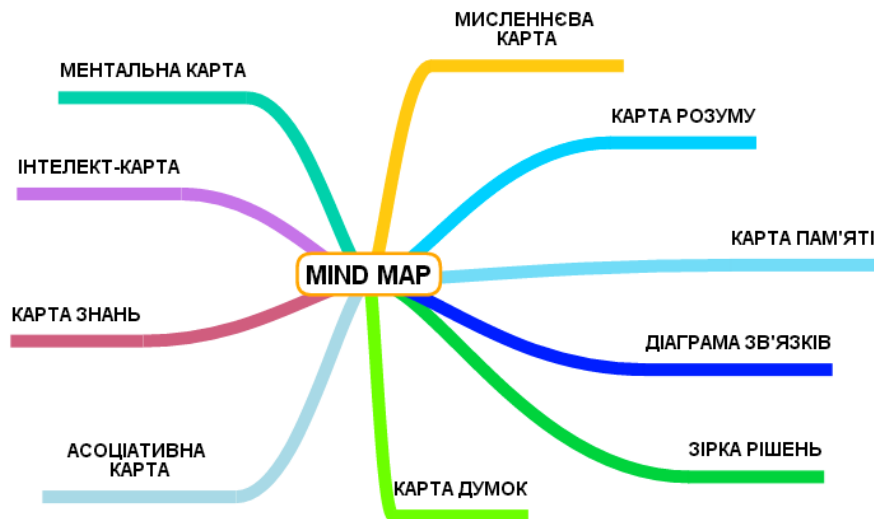 МИСЛЕННЄВА
КАРТА
МЕНТАЛЬНА КАРТА
КАРТА РОЗУМУ
ІНТЕЛЕКТ-КАРТА
КАРТА ПАМ'ЯТІ
MIND MAP
КАРТА ЗНАНЬ
ДІАГРАМА ЗВ'ЯЗКІВ
АСОЦІАТИВНА
КАРТА
ЗІРКА РІШЕНЬ
КАРТА ДУМОК